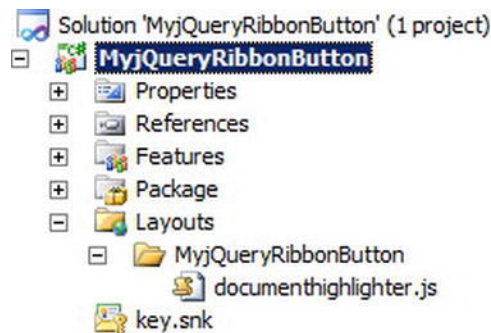 Solution 'MyjQueryRibbonButton' (1 project)
MyjQueryRibbonButton
Properties
References
Features
Package
Layouts
MyjQueryRibbonButton
documenthighlighter.js
key.snk